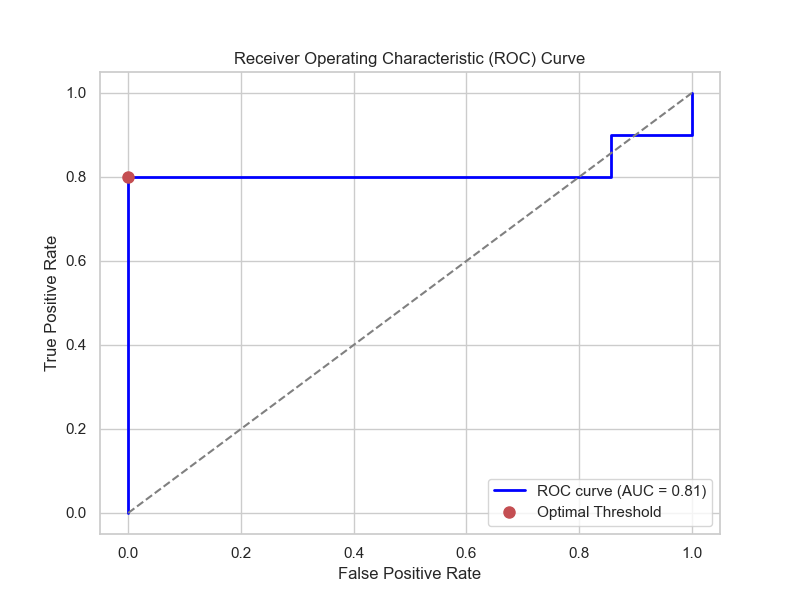 Receiver Operating Characteristic (ROC) Curve
True Positive Rate
1.0
0.8
0.6
0.4
0.2
0.0
ROC curve (AUC = 0.81)
Optimal Threshold
0.0 0.2 0.4 0.6 0.8 1.0
False Positive Rate